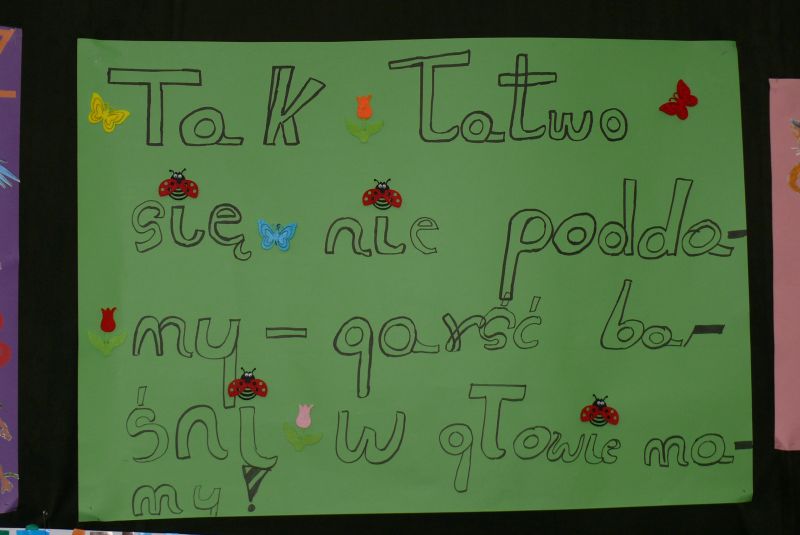 Tak łatwo
się nie podda-
my - garść ba-
śni w głowie ma-
my!